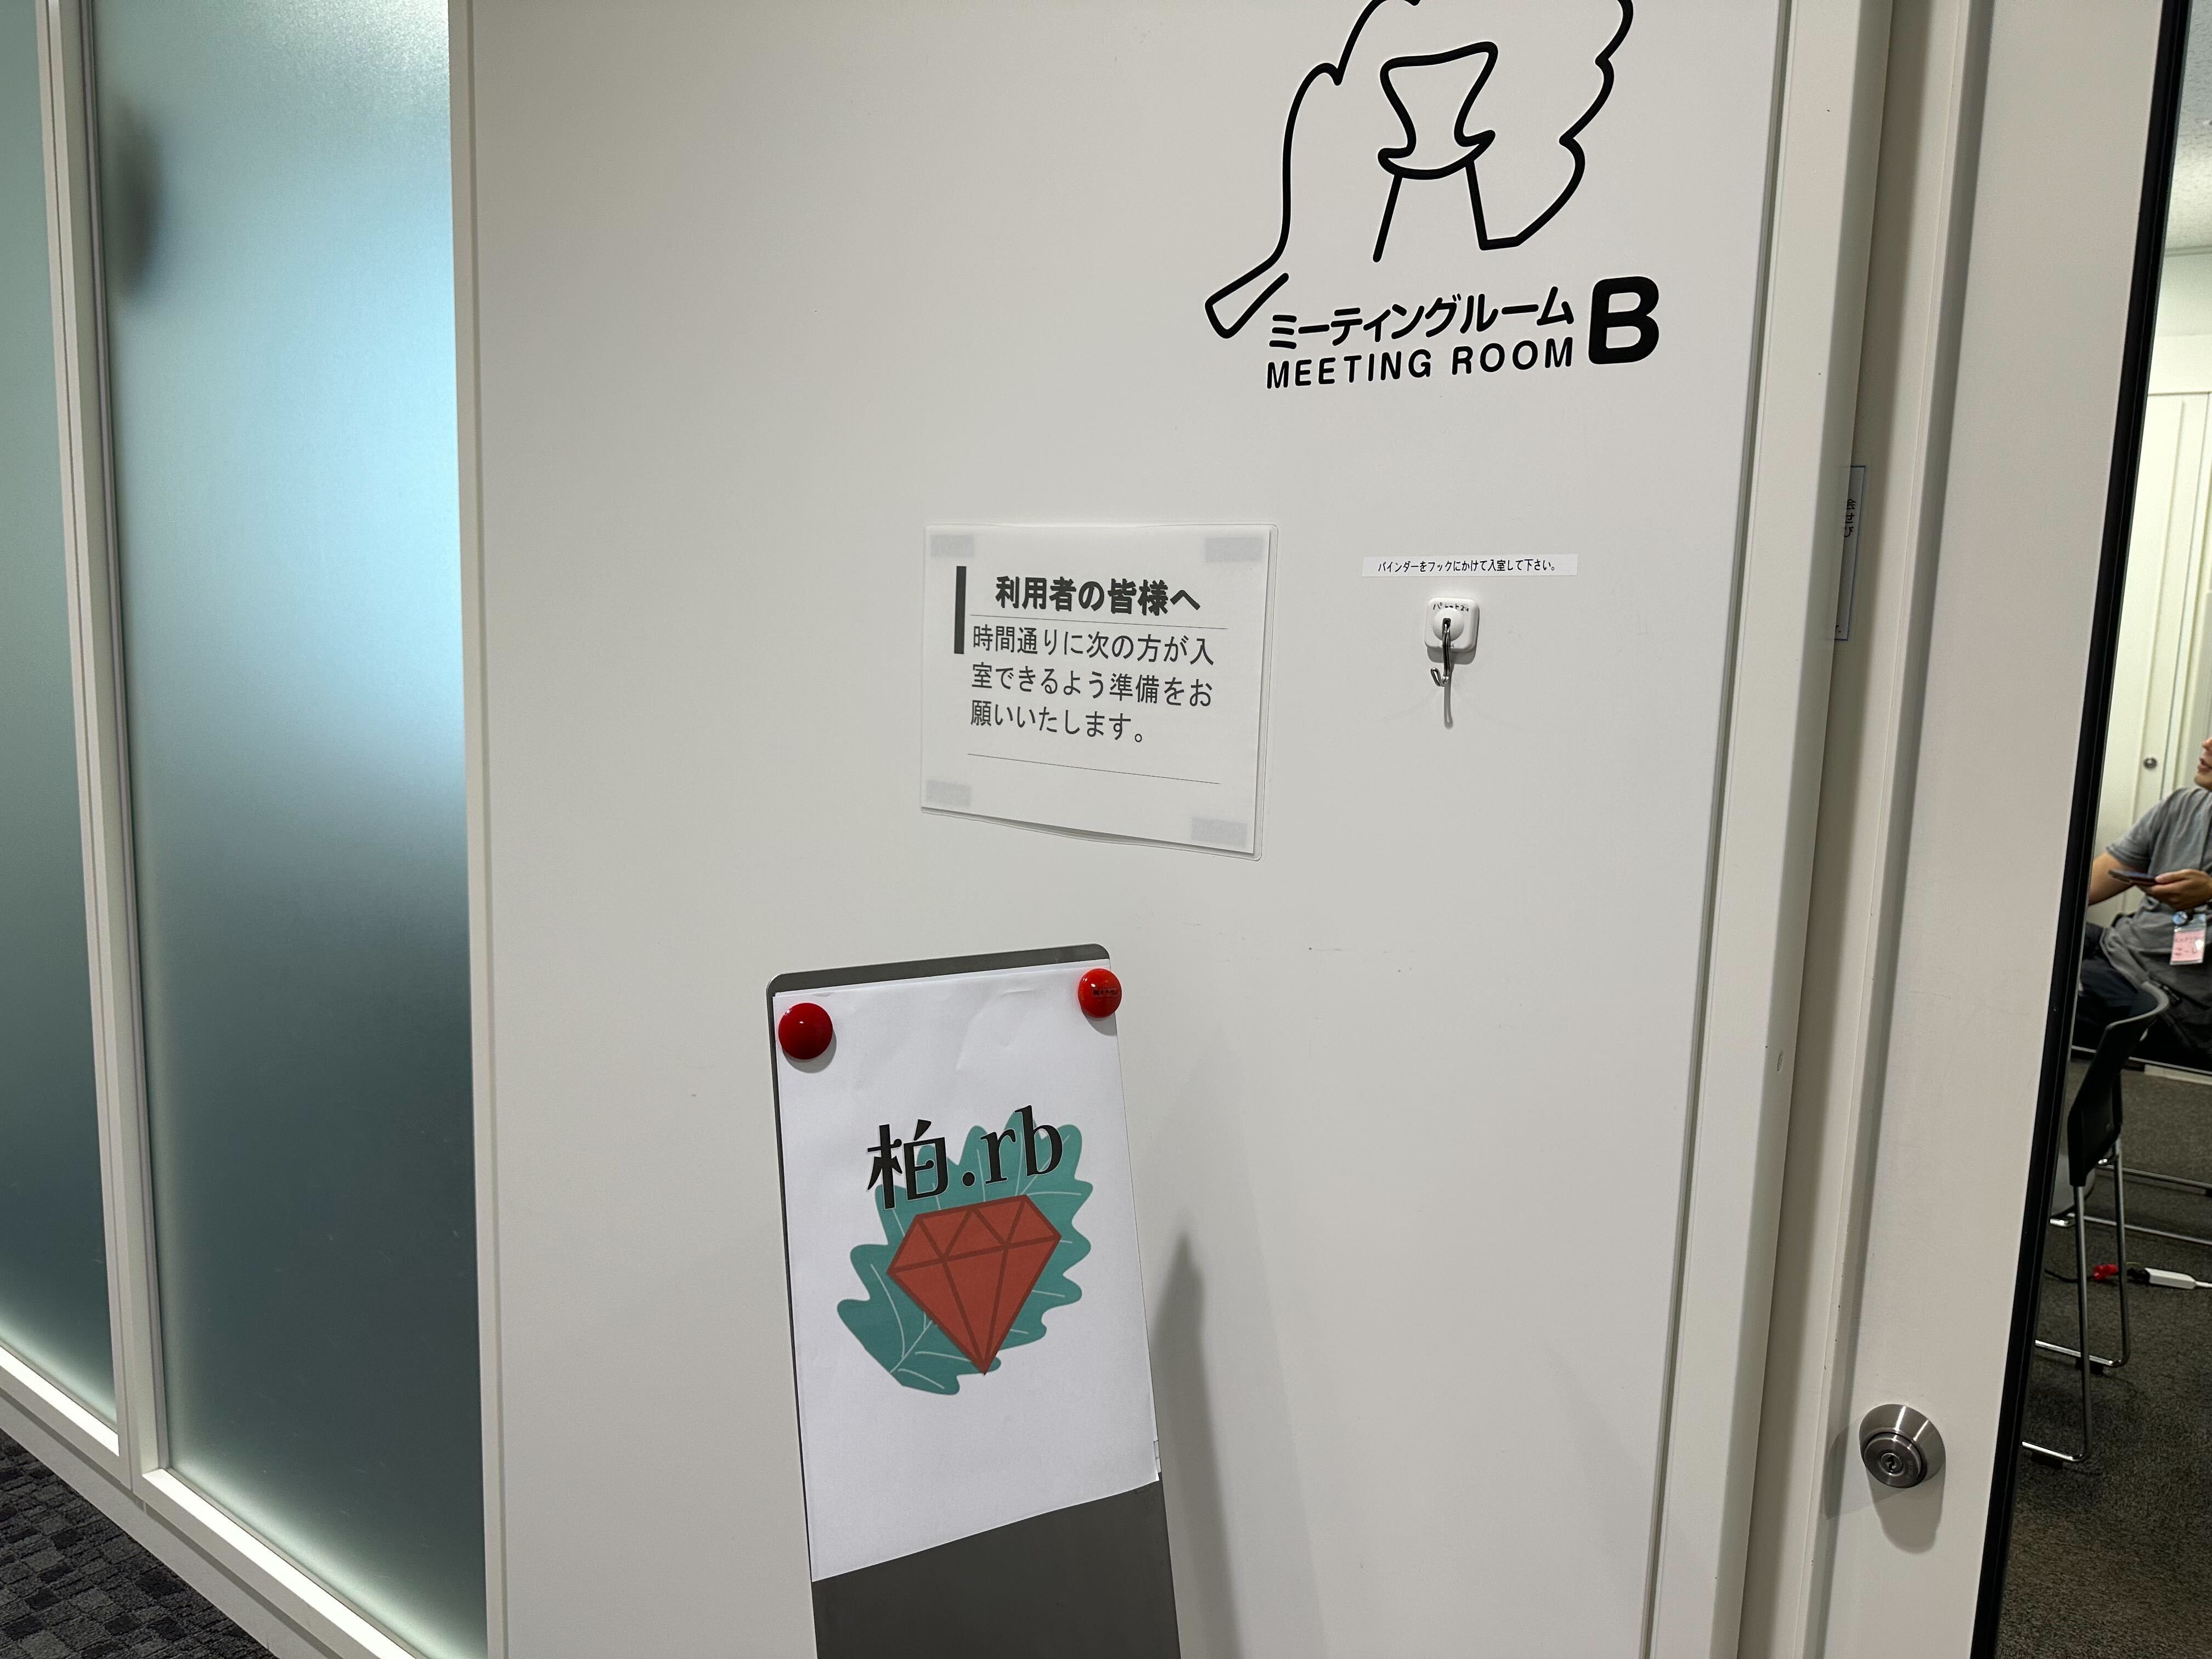 ミーティングルーム B
MEETING ROOM
利用者の皆様へ
時間通りに次の方が入
室できるよう準備をお
願いいたします。
バインダーをフックにかけて入室して下さい。
柏.rb